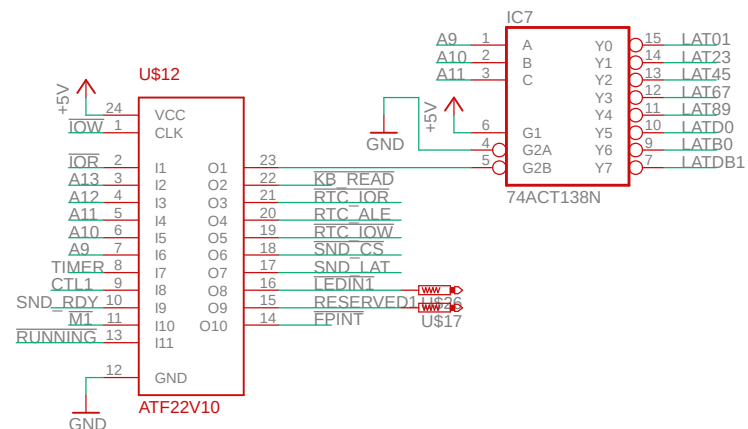 IC7
A9 1 A Y0 15 LAT01
A10 2 B Y1 14 LAT23
A11 3 C Y2 13 LAT45
Y3 12 LAT67
Y4 11 LAT89
+5V 6 G1 Y5 10 LATD0
GND 4 G2A Y6 9 LATB0
5 G2B Y7 7 LATDB1
74ACT138N
U$12
+5V 24 VCC
IOW 1 CLK
IOR 2 I1 O1 23
A13 3 I2 O2 22 KB_READ
A12 4 I3 O3 21 RTC_IOR
A11 5 I4 O4 20 RTC_ALE
A10 6 I5 O5 19 RTC_IOW
A9 7 I6 O6 18 SND_CS
TIMER 8 I7 O7 17 SND_LAT
CTL1 9 I8 O8 16 LEDIN1
SND_RDY 10 I9 O9 15 RESERVED1 U$26
M1 11 I10 O10 14 FPINT U$17
RUNNING 13 I11
12 GND
ATF22V10
GND